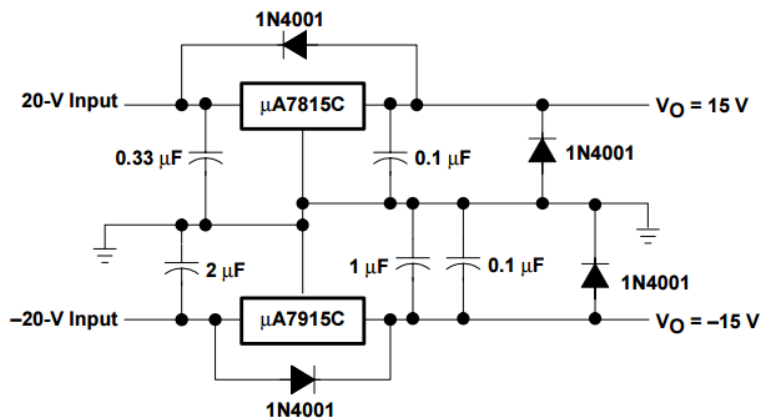 1N4001
20-V Input
μA7815C
V_O = 15 V
0.33 μF
0.1 μF
1N4001
2 μF
1 μF
0.1 μF
1N4001
–20-V Input
μA7915C
V_O = –15 V
1N4001